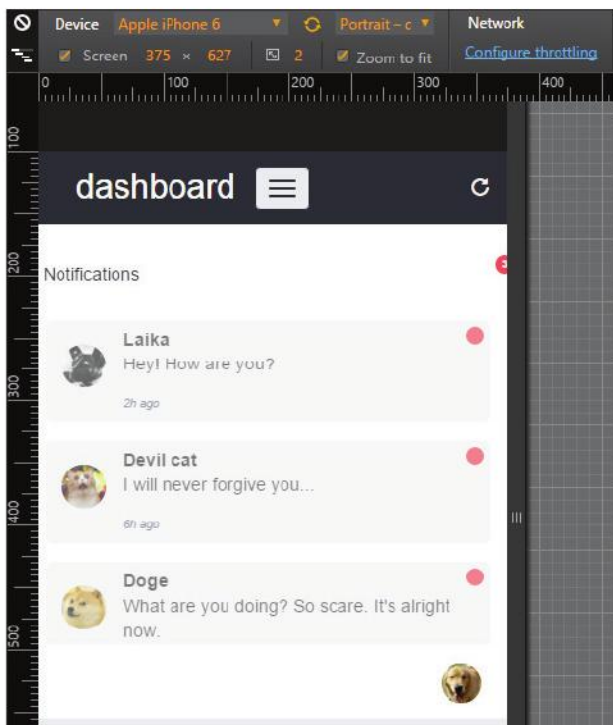 Device Apple iPhone 6 Portrait – c Network
Screen 375 × 627 2 Zoom to fit Configure throttling
0 100 200 300 400
100
dashboard
200
Notifications
Laika
Hey! How are you?
2h ago
300
Devil cat
I will never forgive you...
6h ago
400
Doge
What are you doing? So scare. It's alright
now.
500